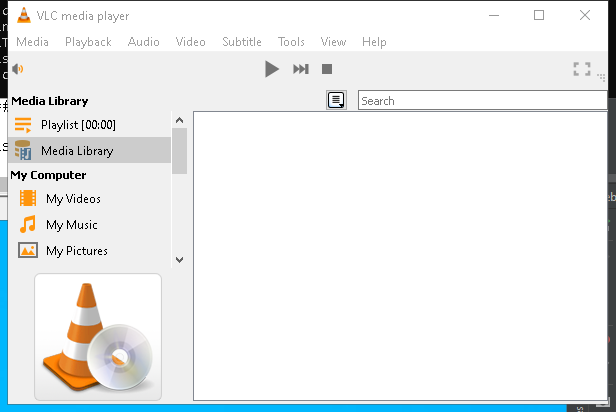 VLC media player
Media Playback Audio Video Subtitle Tools View Help
Media Library
Search
Playlist [00:00]
Media Library
My Computer
My Videos
My Music
My Pictures